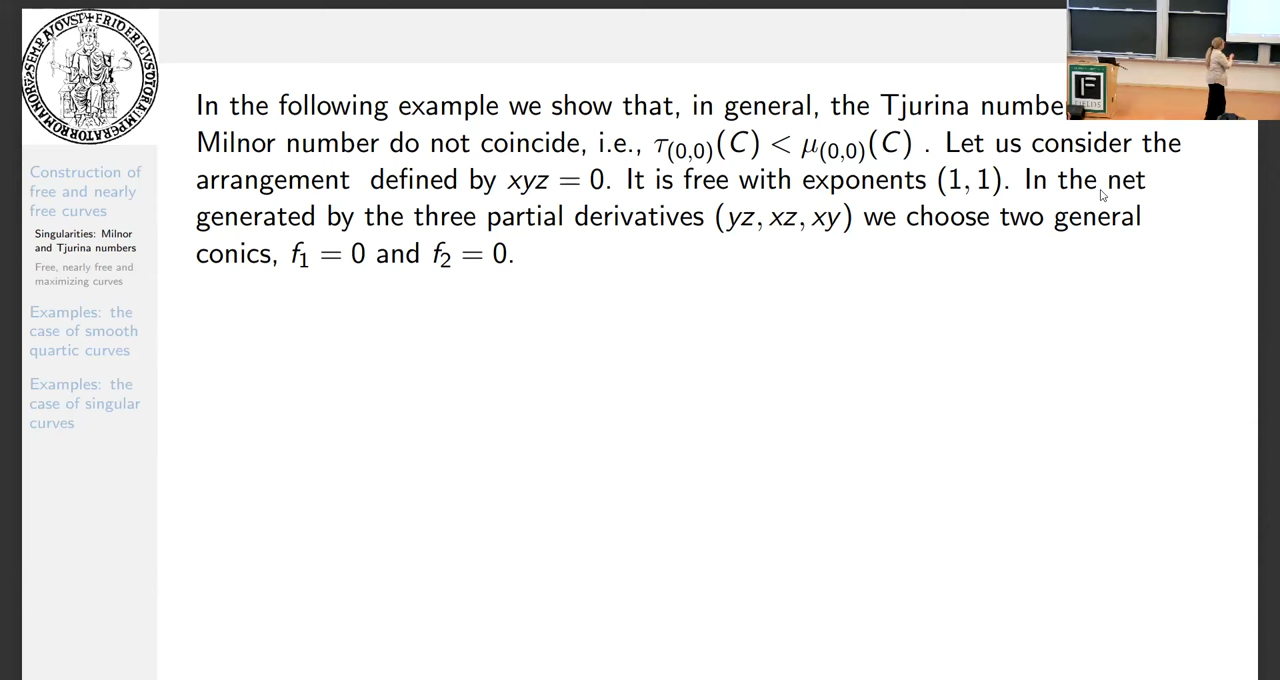 In the following example we show that, in general, the Tjurina number
Milnor number do not coincide, i.e., τ(0,0)(C) < μ(0,0)(C) . Let us consider the
arrangement defined by xyz = 0. It is free with exponents (1, 1). In the net
generated by the three partial derivatives (yz, xz, xy) we choose two general
conics, f₁ = 0 and f₂ = 0.
Construction of
free and nearly
free curves
Singularities: Milnor
and Tjurina numbers
Free, nearly free and
maximizing curves
Examples: the
case of smooth
quartic curves
Examples: the
case of singular
curves
FIELDS